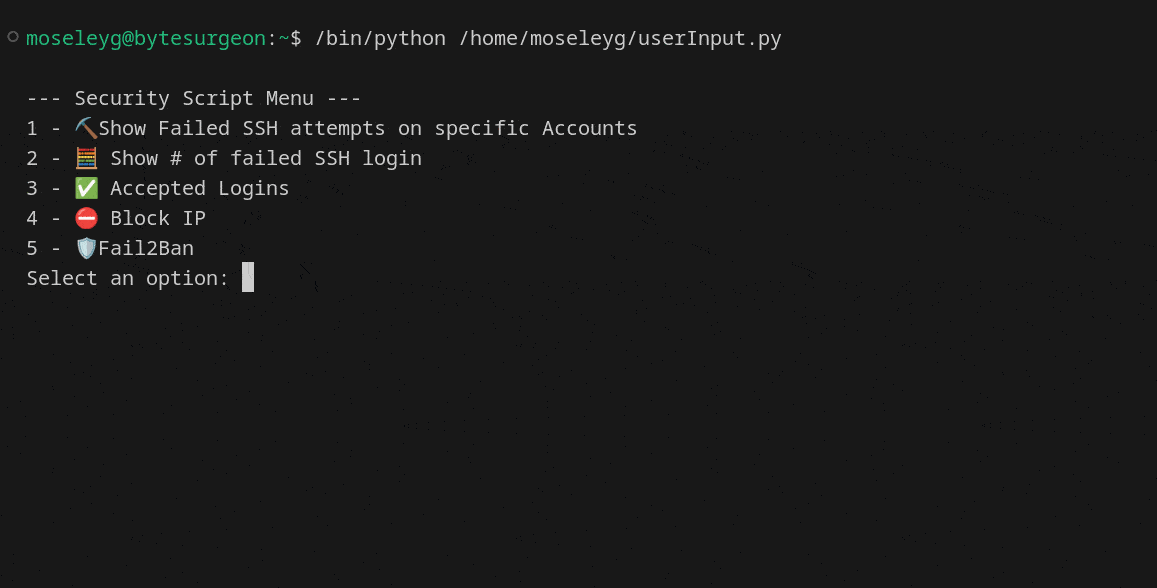 moseleyg@bytesurgeon:~$ /bin/python /home/moseleyg/userInput.py
--- Security Script Menu ---
1 - ⛏️Show Failed SSH attempts on specific Accounts
2 - 🧮 Show # of failed SSH login
3 - ✅ Accepted Logins
4 - ⛔ Block IP
5 - 🛡️Fail2Ban
Select an option: